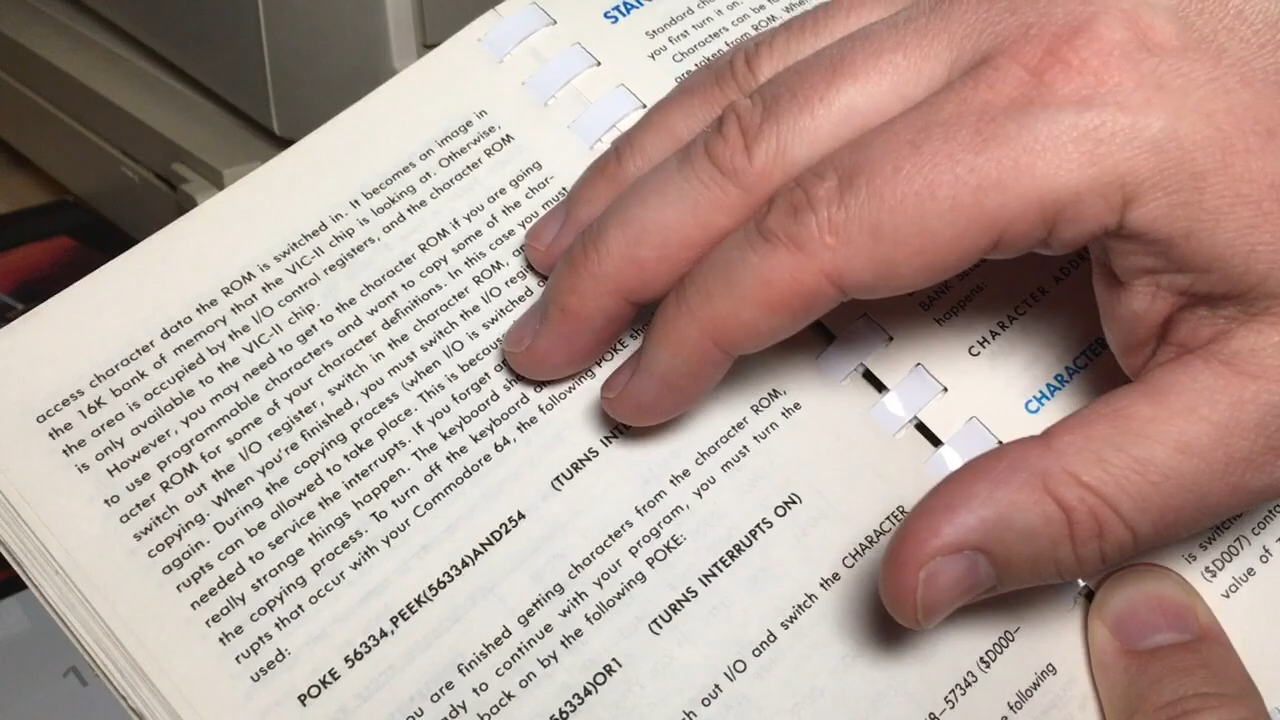 access character data the ROM is switched in. It becomes an image in
the 16K bank of memory that the VIC-II chip is looking at. Otherwise,
the area is occupied by the I/O control registers, and the character ROM
is only available to the VIC-II chip.
However, you may need to get to the character ROM if you are going
to use programmable characters and want to copy some of the char-
acter ROM for some of your character definitions. In this case you must
switch out the I/O register, switch in the character ROM,
copying. When you're finished, you must switch the I/O
again. During the copying process (when I/O is switched
rupts can be allowed to take place. This is
needed to service the interrupts. If you forget
really strange things happen. The keyboard
the copying process. To turn off the keyboard
rupts that occur with your Commodore 64, the following POKE
used:
POKE 56334,PEEK(56334)AND254 (TURNS
are finished getting characters from the character ROM,
to continue with your program, you must turn the
back on by the following POKE:
56334)OR1 (TURNS INTERRUPTS ON)
out I/O and switch the CHARACTER
–57343 ($D000–
following
Standard
you first turn it on.
Characters can be
are taken from ROM.
BANK
happens:
CHARACTER
CHARACTER
is
($D007)
value of